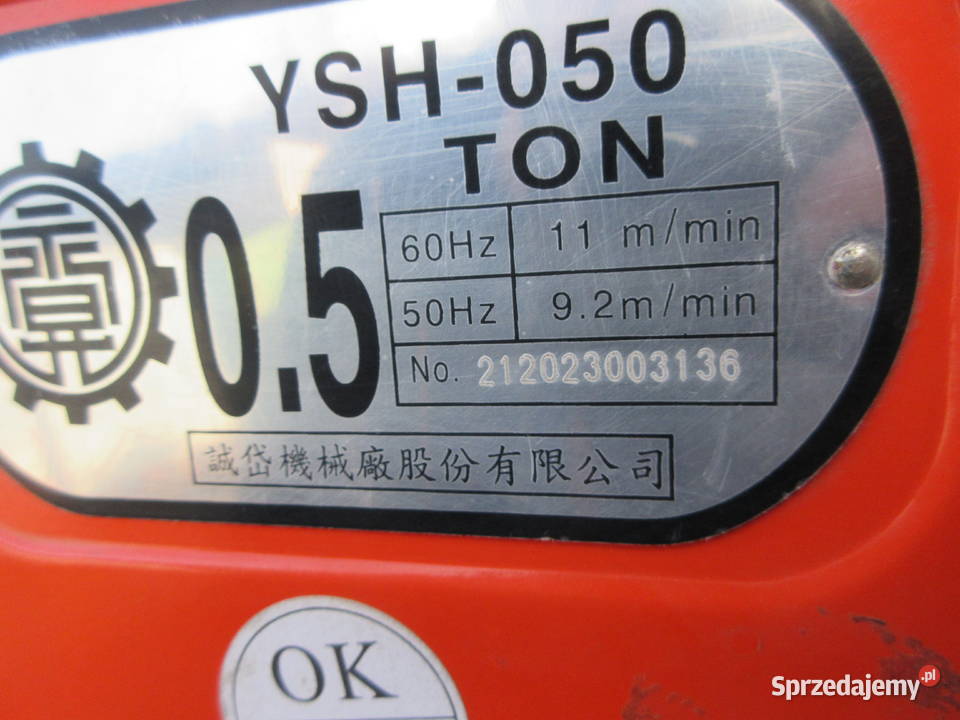 YSH-050
TON
0.5
60Hz 11 m/min
50Hz 9.2m/min
No. 212023003136
誠岱機械廠股份有限公司
OK
Sprzedajemy.pl